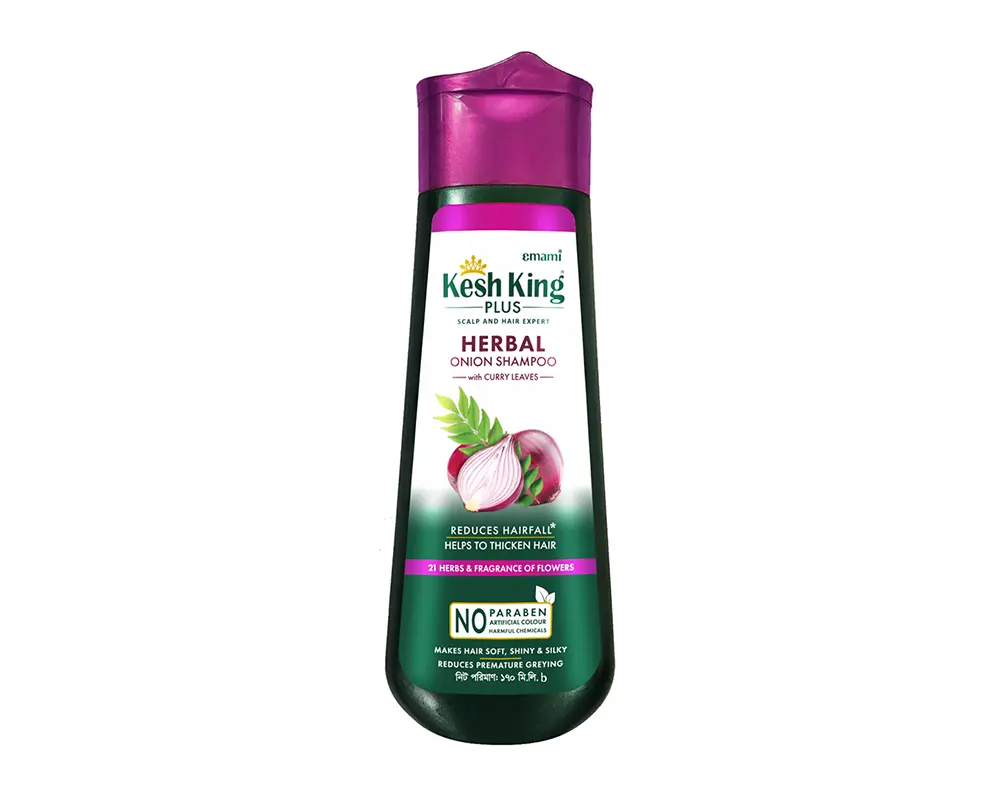 emami
Kesh King
PLUS
SCALP AND HAIR EXPERT
HERBAL
ONION SHAMPOO
with CURRY LEAVES
REDUCES HAIRFALL*
HELPS TO THICKEN HAIR
21 HERBS & FRAGRANCE OF FLOWERS
NO PARABEN
ARTIFICIAL COLOUR
HARMFUL CHEMICALS
MAKES HAIR SOFT, SHINY & SILKY
REDUCES PREMATURE GREYING
নিট পরিমাণ: ১৭০ মি.লি. b